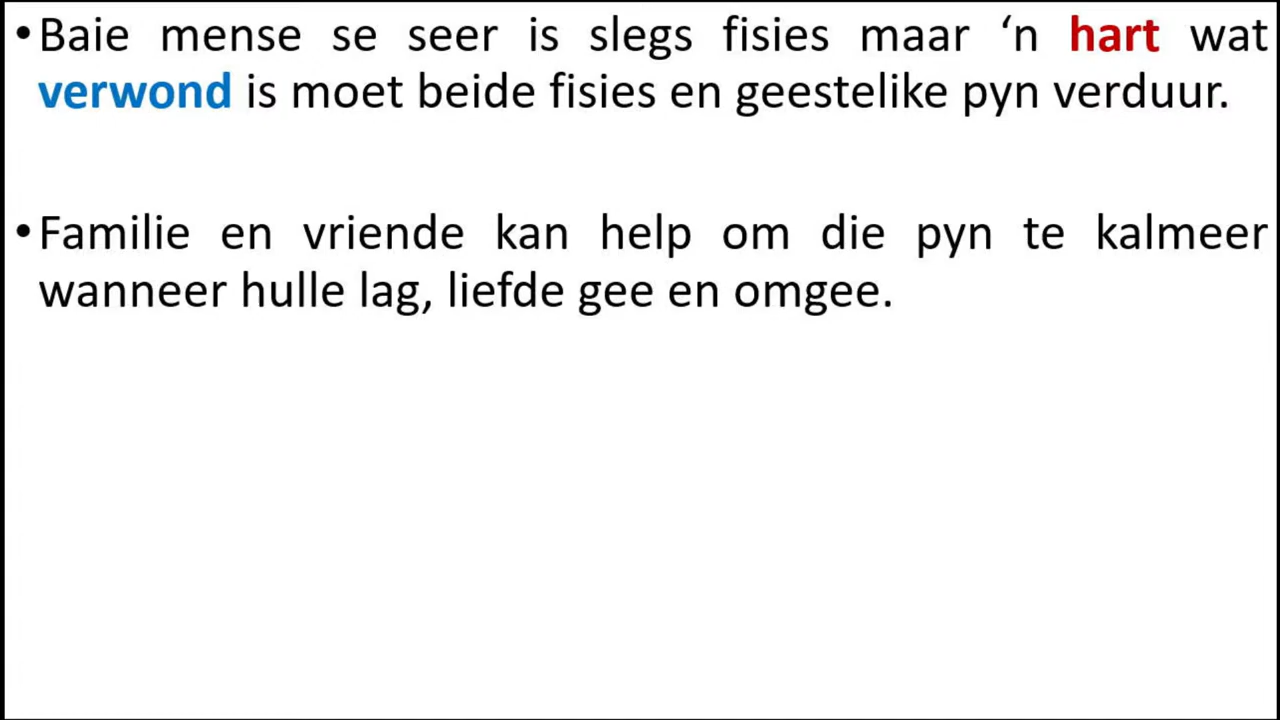 •Baie mense se seer is slegs fisies maar ‘n hart wat
verwond is moet beide fisies en geestelike pyn verduur.
•Familie en vriende kan help om die pyn te kalmeer
wanneer hulle lag, liefde gee en omgee.